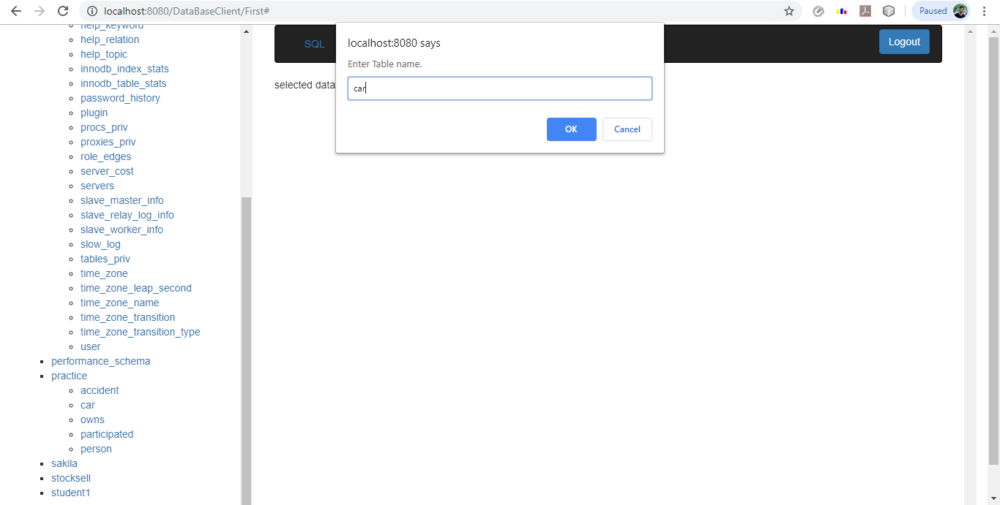 localhost:8080/DataBaseClient/First#
Paused
help_keyword
help_relation
help_topic
innodb_index_stats
innodb_table_stats
password_history
plugin
procs_priv
proxies_priv
role_edges
server_cost
servers
slave_master_info
slave_relay_log_info
slave_worker_info
slow_log
tables_priv
time_zone
time_zone_leap_second
time_zone_name
time_zone_transition
time_zone_transition_type
user
performance_schema
practice
accident
car
owns
participated
person
sakila
stocksell
student1
SQL
Logout
selected data
localhost:8080 says
Enter Table name.
car
OK
Cancel